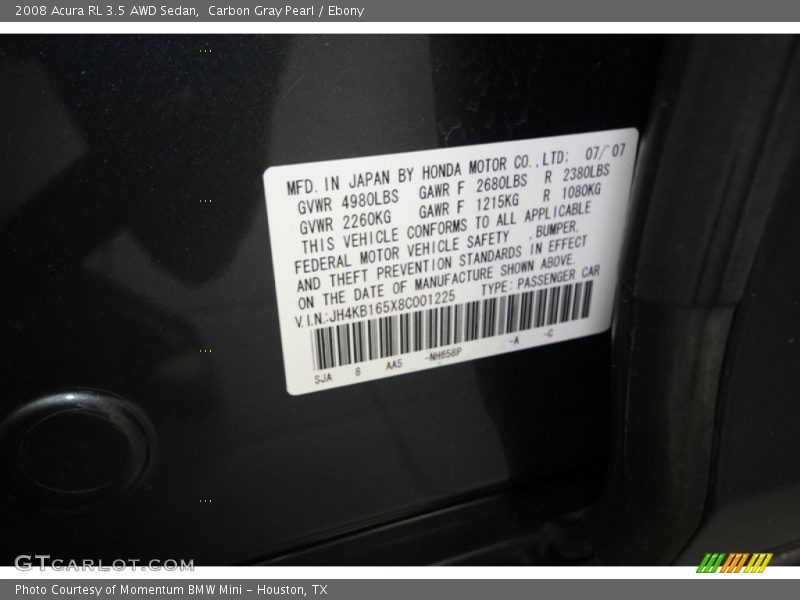 2008 Acura RL 3.5 AWD Sedan,  Carbon Gray Pearl / Ebony
MFD. IN JAPAN BY HONDA MOTOR CO., LTD: 07/'07
GVWR 4980LBS GAWR F 2680LBS R 2380LBS
GVWR 2260KG GAWR F 1215KG R 1080KG
THIS VEHICLE CONFORMS TO ALL APPLICABLE
FEDERAL MOTOR VEHICLE SAFETY ,BUMPER,
AND THEFT PREVENTION STANDARDS IN EFFECT
ON THE DATE OF MANUFACTURE SHOWN ABOVE.
V.I.N.:JH4KB165X8C001225 TYPE: PASSENGER CAR
SJA 8 AA5 -NH658P -A -C
GTCARLOT.COM
Photo Courtesy of Momentum BMW Mini - Houston, TX